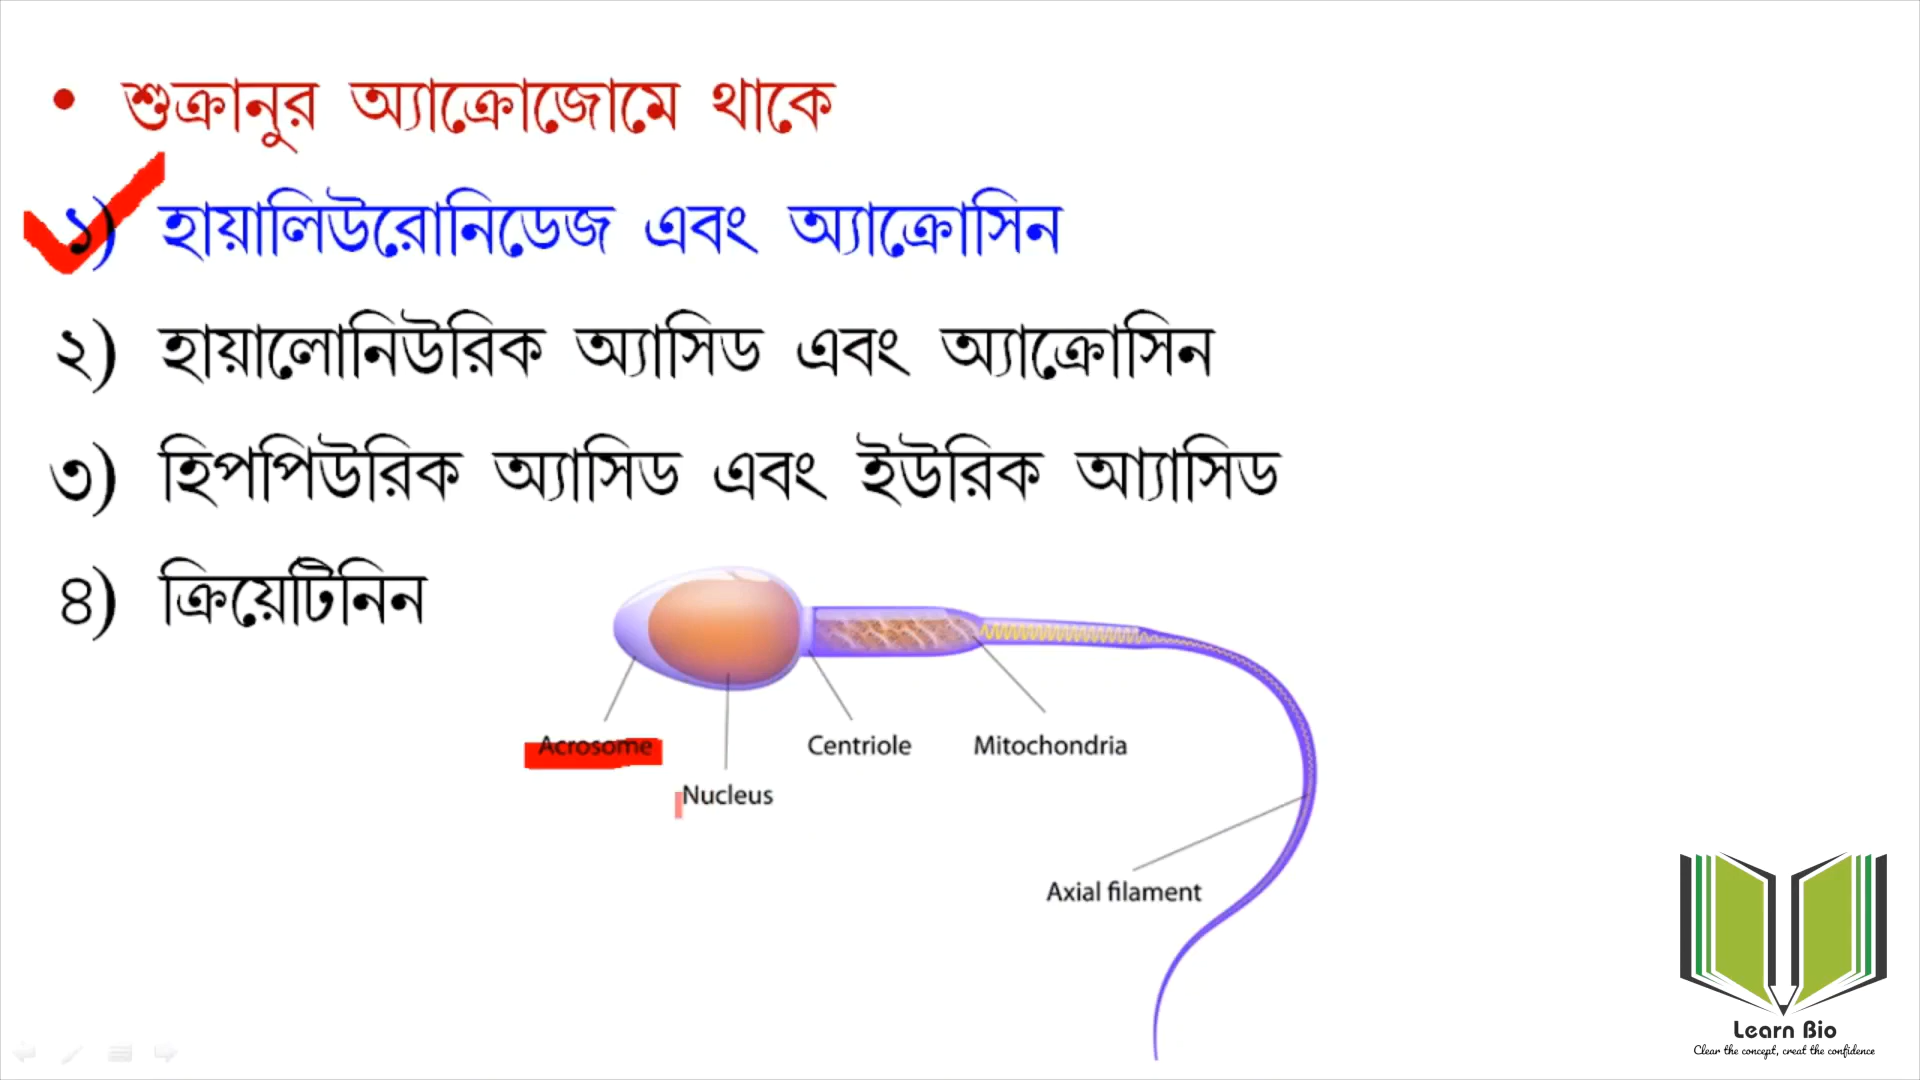 • শুক্রানুর অ্যাক্রোজোমে থাকে
১) হায়ালিউরোনিডেজ এবং অ্যাক্রোসিন
২) হায়ালোনিউরিক অ্যাসিড এবং অ্যাক্রোসিন
৩) হিপপিউরিক অ্যাসিড এবং ইউরিক আ্যাসিড
৪) ক্রিয়েটিনিন
Acrosome
Centriole
Mitochondria
Nucleus
Axial filament
Learn Bio
Clear the concept, creat the confidence